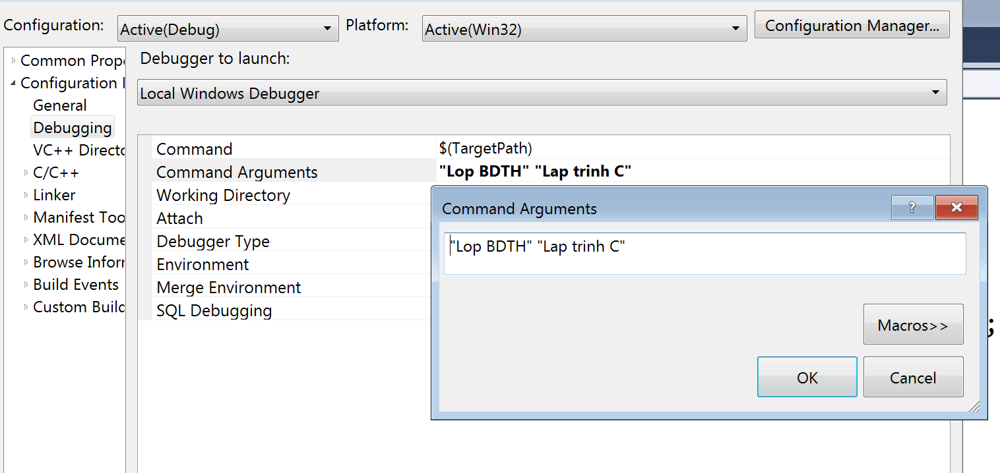 Configuration: Active(Debug) Platform: Active(Win32) Configuration Manager...
Common Prope
Configuration
General
Debugging
VC++ Directo
C/C++
Linker
Manifest Too
XML Docume
Browse Inforr
Build Events
Custom Build
Debugger to launch:
Local Windows Debugger
Command $(TargetPath)
Command Arguments "Lop BDTH" "Lap trinh C"
Working Directory
Attach
Debugger Type
Environment
Merge Environment
SQL Debugging
Command Arguments
"Lop BDTH" "Lap trinh C"
Macros>>
OK Cancel
;